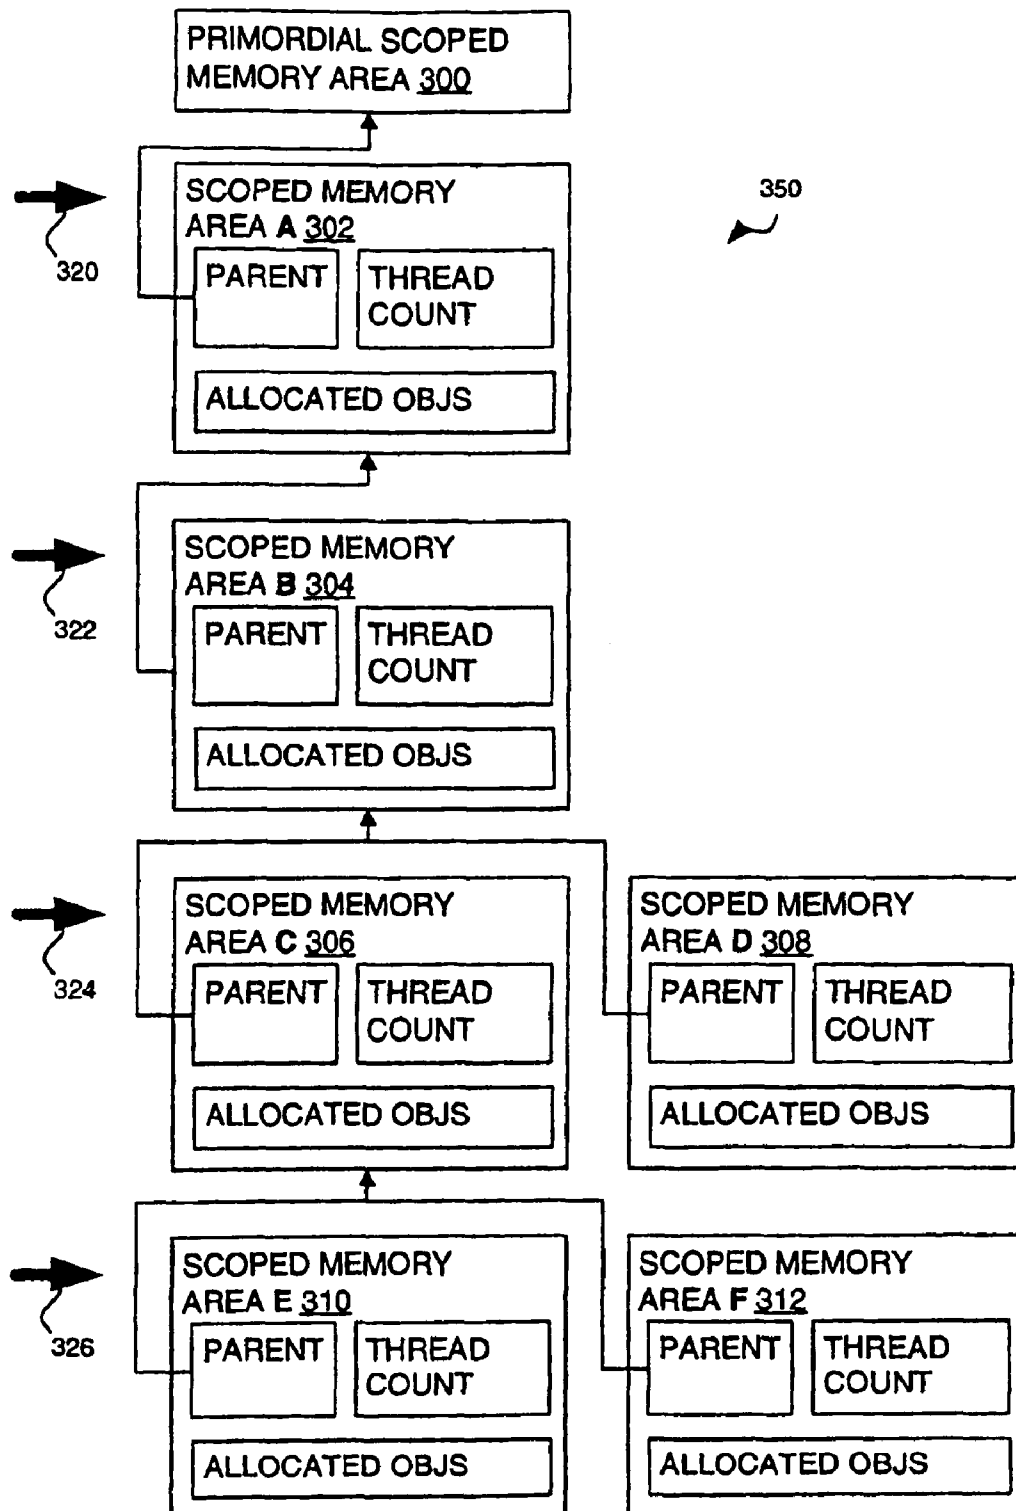 PRIMORDIAL SCOPED
MEMORY AREA 300
SCOPED MEMORY
AREA A 302
PARENT
THREAD
COUNT
ALLOCATED OBJS
320
350
SCOPED MEMORY
AREA B 304
PARENT
THREAD
COUNT
ALLOCATED OBJS
322
SCOPED MEMORY
AREA C 306
PARENT
THREAD
COUNT
ALLOCATED OBJS
324
SCOPED MEMORY
AREA D 308
PARENT
THREAD
COUNT
ALLOCATED OBJS
SCOPED MEMORY
AREA E 310
PARENT
THREAD
COUNT
ALLOCATED OBJS
326
SCOPED MEMORY
AREA F 312
PARENT
THREAD
COUNT
ALLOCATED OBJS